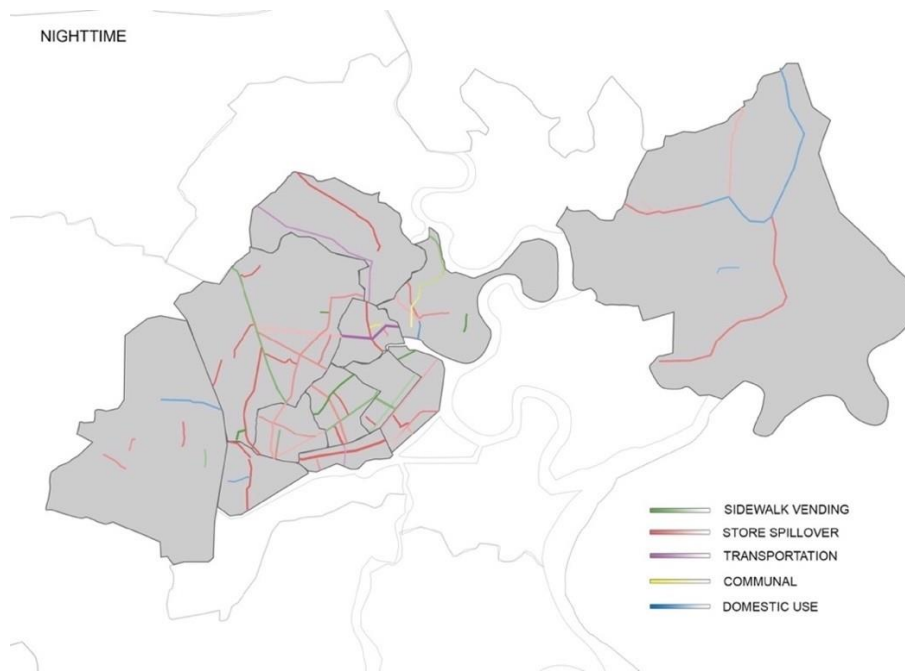 NIGHTTIME
SIDEWALK VENDING
STORE SPILLOVER
TRANSPORTATION
COMMUNAL
DOMESTIC USE